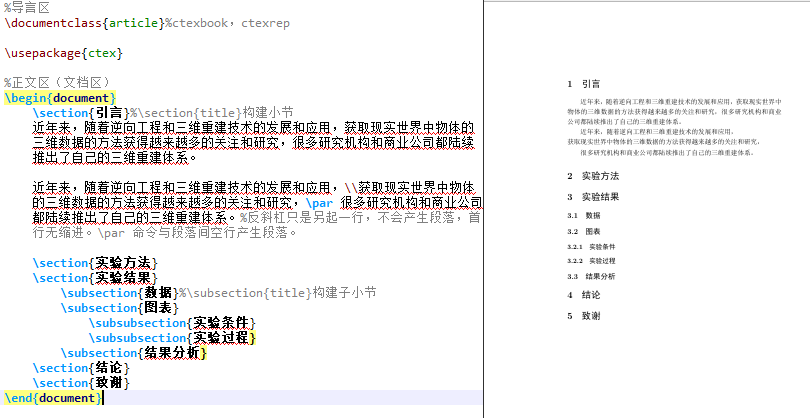 %导言区
\documentclass{article}%ctexbook，ctexrep
\usepackage{ctex}
%正文区（文档区）
\begin{document}
\section{引言}%\section{title}构建小节
近年来，随着逆向工程和三维重建技术的发展和应用，获取现实世界中物体的
三维数据的方法获得越来越多的关注和研究，很多研究机构和商业公司都陆续
推出了自己的三维重建体系。
近年来，随着逆向工程和三维重建技术的发展和应用，\\获取现实世界中物体
的三维数据的方法获得越来越多的关注和研究，\par 很多研究机构和商业公司
都陆续推出了自己的三维重建体系。%反斜杠只是另起一行，不会产生段落，首
行无缩进。\par 命令与段落间空行产生段落。
\section{实验方法}
\section{实验结果}
\subsection{数据}%\subsection{title}构建子小节
\subsection{图表}
\subsubsection{实验条件}
\subsubsection{实验过程}
\subsection{结果分析}
\section{结论}
\section{致谢}
\end{document}
1 引言
近年来，随着逆向工程和三维重建技术的发展和应用，获取现实世界中
物体的三维数据的方法获得越来越多的关注和研究，很多研究机构和商业
公司都陆续推出了自己的三维重建体系。
近年来，随着逆向工程和三维重建技术的发展和应用，
获取现实世界中物体的三维数据的方法获得越来越多的关注和研究，
很多研究机构和商业公司都陆续推出了自己的三维重建体系。
2 实验方法
3 实验结果
3.1 数据
3.2 图表
3.2.1 实验条件
3.2.2 实验过程
3.3 结果分析
4 结论
5 致谢